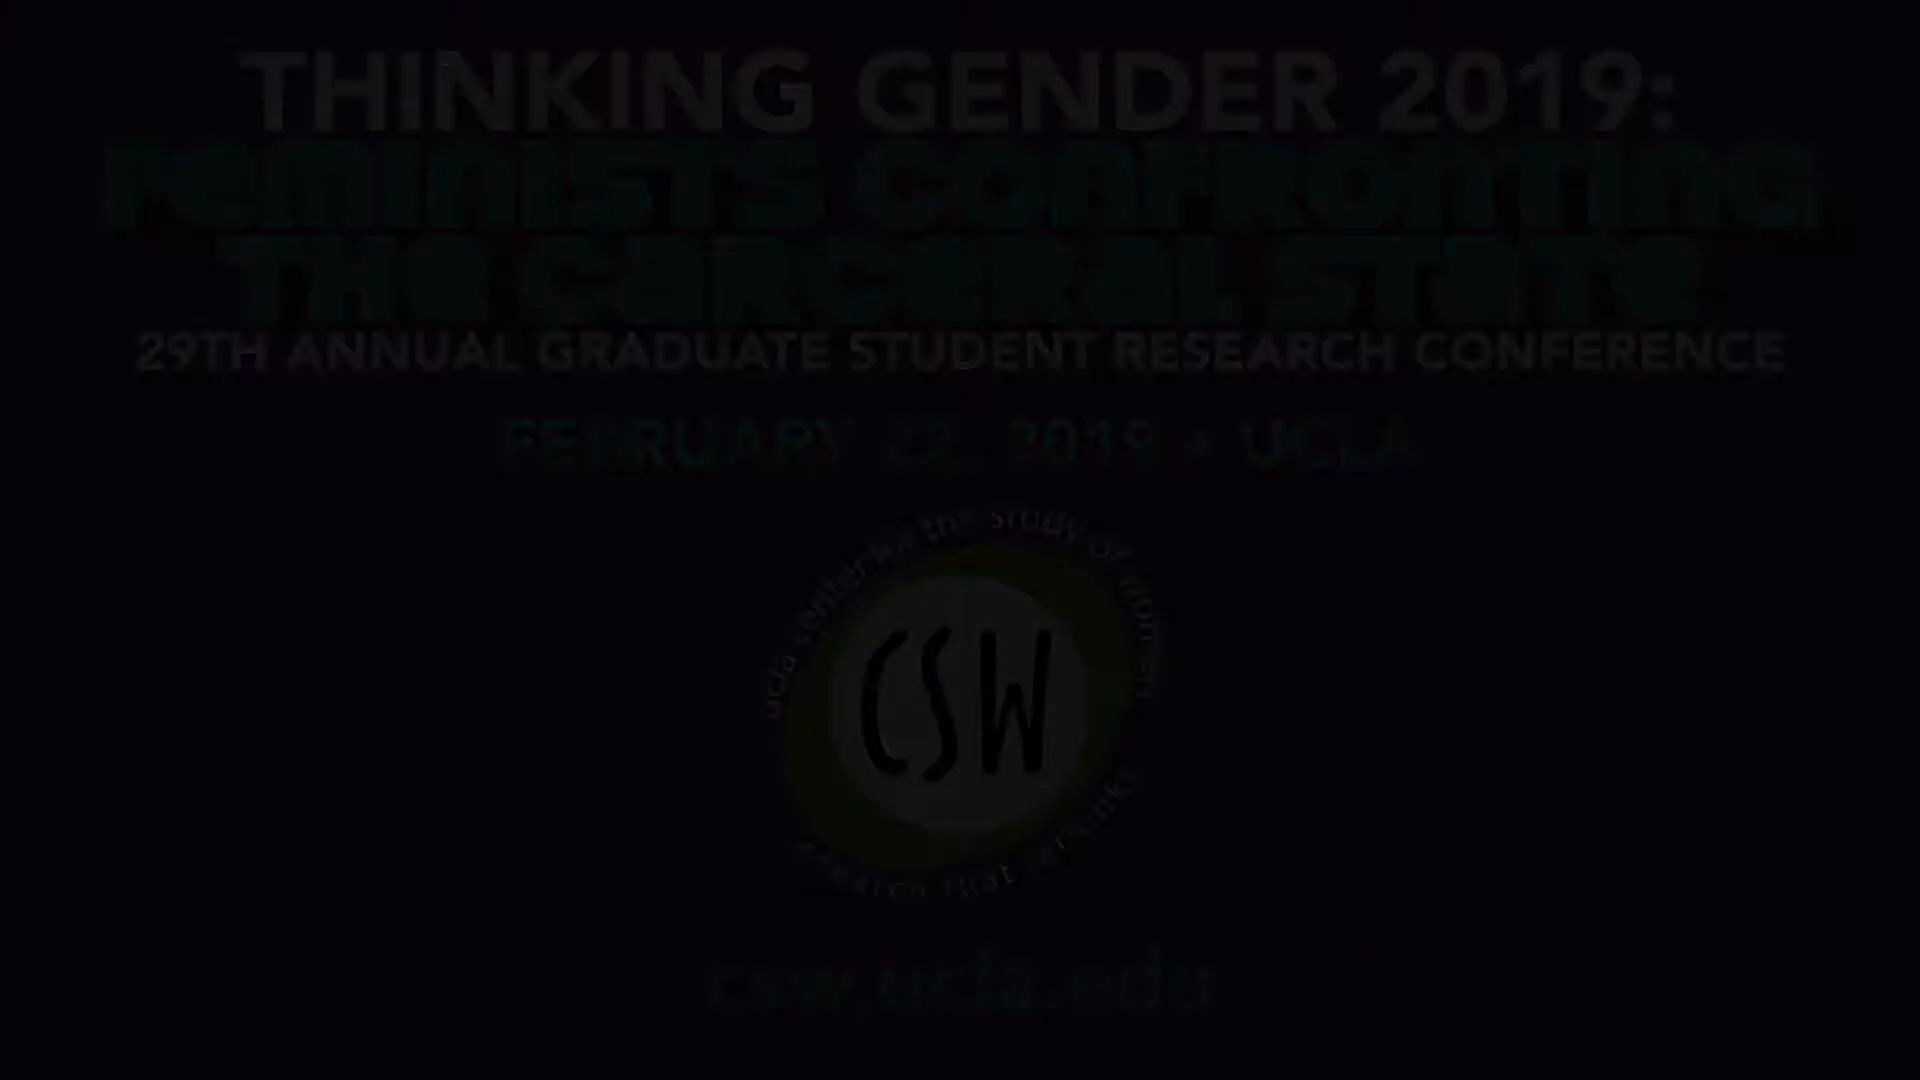 THINKING GENDER 2019:
FEMINISTS CONFRONTING
THE CARCERAL STATE
29TH ANNUAL GRADUATE STUDENT RESEARCH CONFERENCE
FEBRUARY 22, 2019 • UCLA
ucla center for the study of women
CSW
research that
csw.ucla.edu